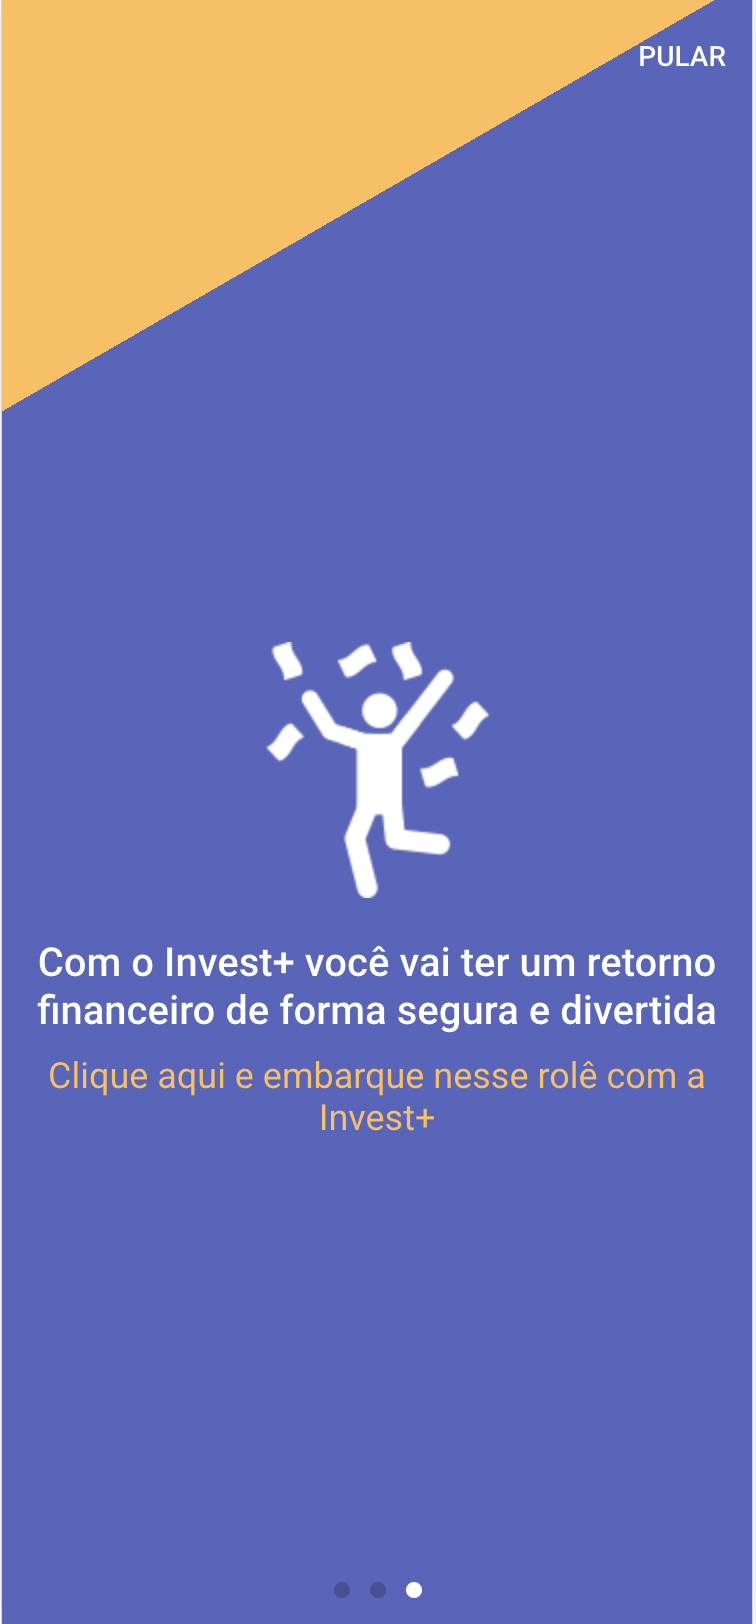 PULAR
Com o Invest+ você vai ter um retorno
financeiro de forma segura e divertida
Clique aqui e embarque nesse rolê com a
Invest+